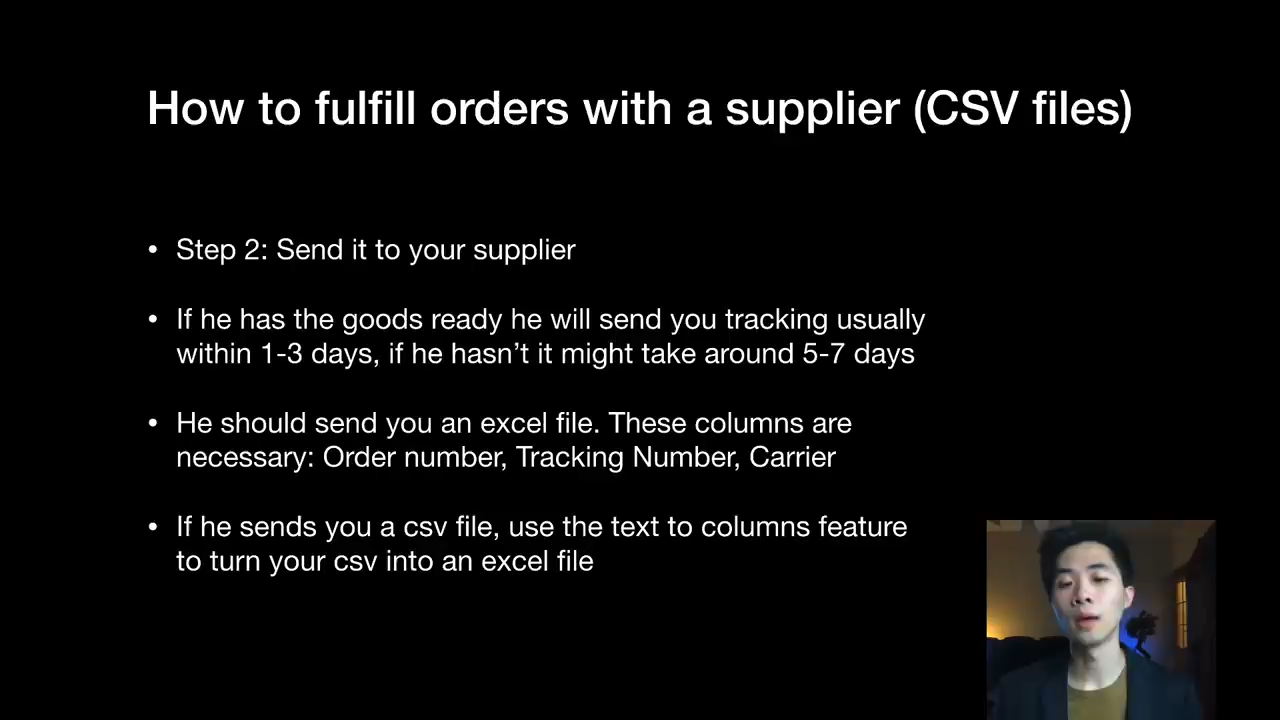 How to fulfill orders with a supplier (CSV files)
• Step 2: Send it to your supplier
• If he has the goods ready he will send you tracking usually
within 1-3 days, if he hasn’t it might take around 5-7 days
• He should send you an excel file. These columns are
necessary: Order number, Tracking Number, Carrier
• If he sends you a csv file, use the text to columns feature
to turn your csv into an excel file